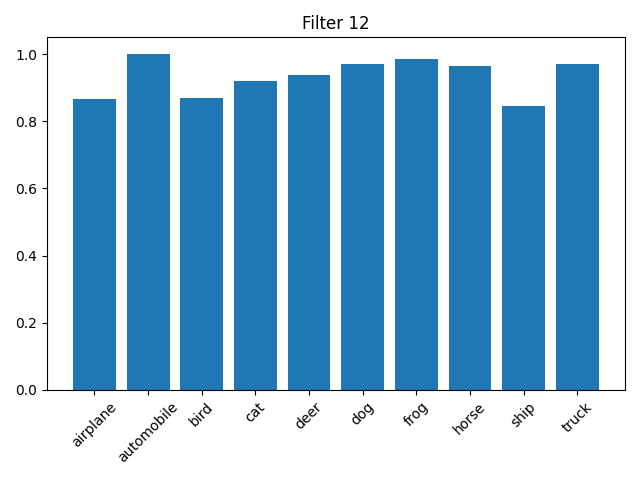 Filter 12
1.0
0.8
0.6
0.4
0.2
0.0
airplane
automobile
bird
cat
deer
dog
frog
horse
ship
truck